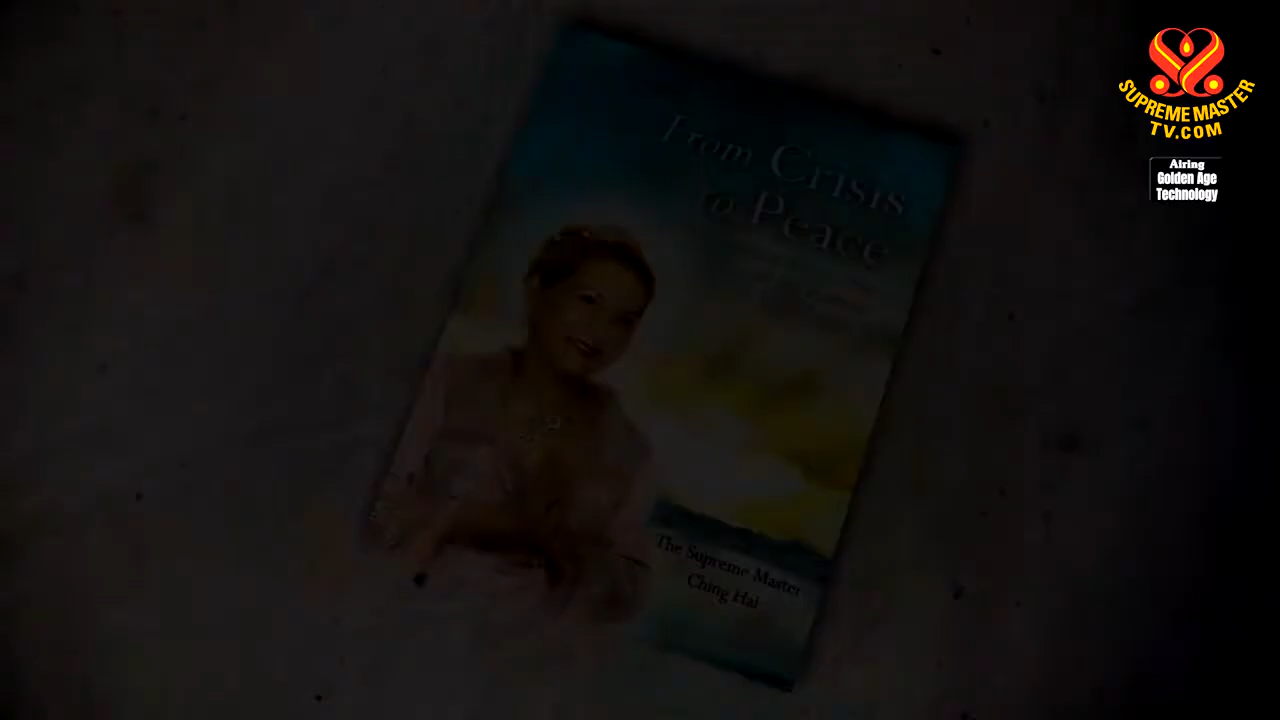 From Crisis
to Peace
The Supreme Master
Ching Hai
SUPREME MASTER
TV.COM
Airing
Golden Age
Technology